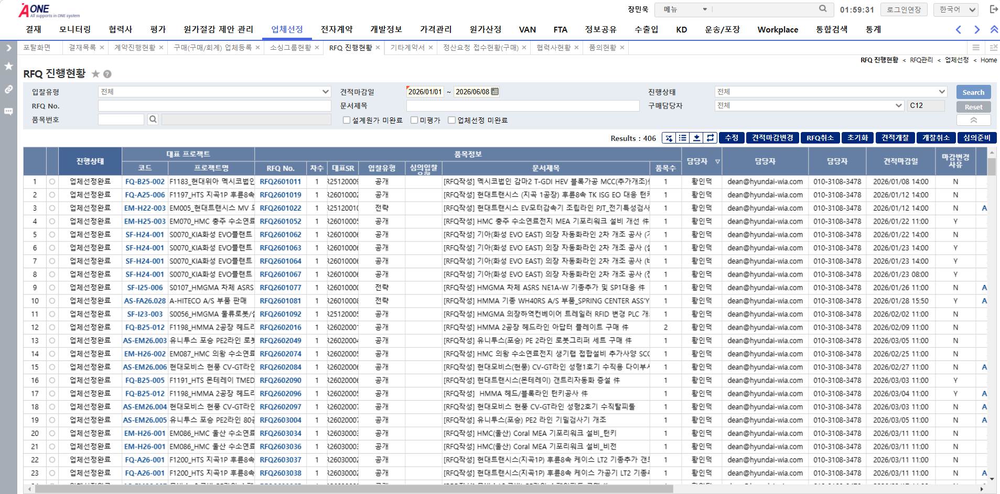 AONE
All supports in ONE system
장민욱 메뉴 01:59:31 로그인연장 한국어
결재 모니터링 협력사 평가 원가절감 제안 관리 업체선정 전자계약 개발정보 가격관리 원가산정 VAN FTA 정보공유 수출입 KD 운송/포장 Workplace 통합검색 통계
포탈화면 결재목록 계약진행현황 구매(구매/회계) 업체등록 소싱그룹현황 RFQ 진행현황 기타계약서 정산요청 접수현황(구매) 협력사현황 품의현황
RFQ 진행현황 < RFQ관리 < 업체선정 < Home
RFQ 진행현황
입찰유형 전체 견적마감일 2026/01/01 ~ 2026/06/08 진행상태 전체 Search
RFQ No. 문서제목 구매담당자 전체 C12 Reset
품목번호 설계원가 미완료 미평가 업체선정 미완료
Results : 406 수정 견적마감변경 RFQ취소 초기화 견적개찰 개찰취소 심의준비
진행상태 대표 프로젝트 품목정보 담당자 담당자 담당자 견적마감일 마감변경 사유
코드 프로젝트명 RFQ No. 차수 대표SR 입찰유형 심의입찰 문서제목 품목수
1 업체선정완료 FQ-B25-002 F1183_현대위아 멕시코법인 RFQ2601011 1 R2512000 공개 [RFQ작성] 멕시코법인 감마2 T-GDI HEV 블록가공 MCC(추가개조) 1 황인덕 dean@hyundai-wia.com 010-3108-3478 2026/01/08 14:00 N
2 업체선정완료 FQ-A25-006 F1197_HTS 지곡1P 후륜8속 RFQ2601019 1 R2601000 공개 [RFQ작성] 현대트랜시스 (지곡 1공장) 후륜8속 TK ISG EO 대응 턴키 1 황인덕 dean@hyundai-wia.com 010-3108-3478 2026/01/12 14:00 N
3 업체선정완료 EM-H22-003 EM005_현대트랜시스 MV RFQ2601022 1 R2512001 전략 [RFQ작성] 현대트랜시스 EV모터감속기 조립라인 PJT_전기특성검사 1 황인덕 dean@hyundai-wia.com 010-3108-3478 2026/01/12 14:00 N A
4 업체선정완료 EM-H25-003 EM070_HMC 충주 수소연료 RFQ2601052 1 R2601000 공개 [RFQ작성] HMC 충주 수소연료전지 MEA 기포리워크 설비 개선 件 1 황인덕 dean@hyundai-wia.com 010-3108-3478 2026/01/22 11:00 Y
5 업체선정완료 SF-H24-001 S0070_KIA화성 EVO플랜트 RFQ2601062 1 R2601000 공개 [RFQ작성] 기아(화성 EVO EAST) 의장 자동화라인 2차 개조 공사 1 황인덕 dean@hyundai-wia.com 010-3108-3478 2026/01/22 14:00 N
6 업체선정완료 SF-H24-001 S0070_KIA화성 EVO플랜트 RFQ2601063 1 R2601000 공개 [RFQ작성] 기아(화성 EVO EAST) 의장 자동화라인 2차 개조 공사 1 황인덕 dean@hyundai-wia.com 010-3108-3478 2026/01/23 14:00 Y
7 업체선정완료 SF-H24-001 S0070_KIA화성 EVO플랜트 RFQ2601064 1 R2601000 공개 [RFQ작성] 기아(화성 EVO EAST) 의장 자동화라인 2차 개조 공사 1 황인덕 dean@hyundai-wia.com 010-3108-3478 2026/01/23 14:00 Y
8 업체선정완료 SF-H24-001 S0070_KIA화성 EVO플랜트 RFQ2601067 1 R2601000 공개 [RFQ작성] 기아(화성 EVO EAST) 의장 자동화라인 2차 개조 공사 1 황인덕 dean@hyundai-wia.com 010-3108-3478 2026/01/23 08:00 Y
9 업체선정완료 SF-I25-006 S0107_HMGMA 차체 ASRS RFQ2601077 1 R2601000 전략 [RFQ작성] HMGMA 차체 ASRS NE1A-W 기종추가 및 SP1대응 件 1 황인덕 dean@hyundai-wia.com 010-3108-3478 2026/01/26 11:00 N A
10 업체선정완료 AS-FA26.028 A-HITECO A/S 부품 판매 RFQ2601081 1 R2601000 전략 [RFQ작성] HMMA 기종 WH40RS A/S 부품_SPRING CENTER ASS'Y 1 황인덕 dean@hyundai-wia.com 010-3108-3478 2026/01/28 15:50 Y A
11 업체선정완료 SF-I23-003 S0056_HMGMA 물류로봇/ RFQ2601092 1 R2512000 공개 [RFQ작성] HMGMA 의장하역컨베이어 트레일러 RFID 변경 PLC 개 1 황인덕 dean@hyundai-wia.com 010-3108-3478 2026/02/02 11:00 N
12 업체선정완료 FQ-B25-012 F1198_HMMA 2공장 헤드라 RFQ2602016 1 R2602000 공개 [RFQ작성] HMMA 2공장 헤드라인 아답터 플레이트 구매 件 2 황인덕 dean@hyundai-wia.com 010-3108-3478 2026/02/09 11:00 N
13 업체선정완료 AS-EM26.003 유니투스 포승 PE2라인 로봇 RFQ2602049 1 R2602000 공개 [RFQ작성] 유니투스(포승) PE 2라인 로봇그리퍼 세트 구매 件 1 황인덕 dean@hyundai-wia.com 010-3108-3478 2026/03/05 11:00 N
14 업체선정완료 EM-H26-002 EM087_HMC 의왕 수소연료 RFQ2602074 1 R2602000 공개 [RFQ작성] HMC 의왕 수소연료전지 생기랩 접합설비 추가사양 SCC 1 황인덕 dean@hyundai-wia.com 010-3108-3478 2026/02/25 11:00 N
15 업체선정완료 AS-EM26.006 현대모비스 현풍 CV-GT라인 RFQ2602084 1 R2602000 공개 [RFQ작성] 현대모비스(현풍) CV-GT라인 성형1호기 수직용 다이부 1 황인덕 dean@hyundai-wia.com 010-3108-3478 2026/02/27 11:00 N A
16 업체선정완료 FQ-B25-005 F1191_HTS 몬테레이 TMED RFQ2602090 1 R2602000 공개 [RFQ작성] 현대트랜시스(몬테레이) 갠트리자동화 증설 件 1 황인덕 dean@hyundai-wia.com 010-3108-3478 2026/03/03 11:00 Y
17 업체선정완료 FQ-B25-012 F1198_HMMA 2공장 헤드라 RFQ2602096 1 R2602000 공개 [RFQ작성] HMMA 헤드/블록라인 턴키공사 件 1 황인덕 dean@hyundai-wia.com 010-3108-3478 2026/03/04 11:00 Y A
18 업체선정완료 AS-EM26.004 현대모비스 현풍 CV-GT라인 RFQ2602097 1 R2602000 공개 [RFQ작성] 현대모비스 현풍 CV-GT라인 성형2호기 수직탈피툴 1 황인덕 dean@hyundai-wia.com 010-3108-3478 2026/03/03 11:00 N A
19 업체선정완료 AS-EM26.005 유니투스 포승 PE2라인 80공 RFQ2603004 1 R2602000 공개 [RFQ작성] 유니투스(포승) PE2 라인 기밀검사기 개조 1 황인덕 dean@hyundai-wia.com 010-3108-3478 2026/03/05 11:00 N A
20 업체선정완료 EM-H26-001 EM086_HMC 울산 수소연료 RFQ2603034 1 R2603000 공개 [RFQ작성] HMC(울산) Coral MEA 기포리워크 설비_턴키 1 황인덕 dean@hyundai-wia.com 010-3108-3478 2026/03/11 11:00 N
21 업체선정완료 EM-H26-001 EM086_HMC 울산 수소연료 RFQ2603036 1 R2603000 공개 [RFQ작성] HMC(울산) Coral MEA 기포리워크 설비_비전 1 황인덕 dean@hyundai-wia.com 010-3108-3478 2026/03/11 11:00 N
22 업체선정완료 FQ-A26-001 F1200_HTS 지곡1P 후륜8속 RFQ2603037 1 R2603000 공개 [RFQ작성] 현대트랜시스(지곡1P) 후륜8속 케이스 LT2 기종추가 갠트 1 황인덕 dean@hyundai-wia.com 010-3108-3478 2026/03/11 11:00 N
23 업체선정완료 FQ-A26-001 F1200_HTS 지곡1P 후륜8속 RFQ2603038 1 R2603000 공개 [RFQ작성] 현대트랜시스(지곡1P) 후륜8속 케이스 가공기 LT2 기종 1 황인덕 dean@hyundai-wia.com 010-3108-3478 2026/03/11 11:00 N A